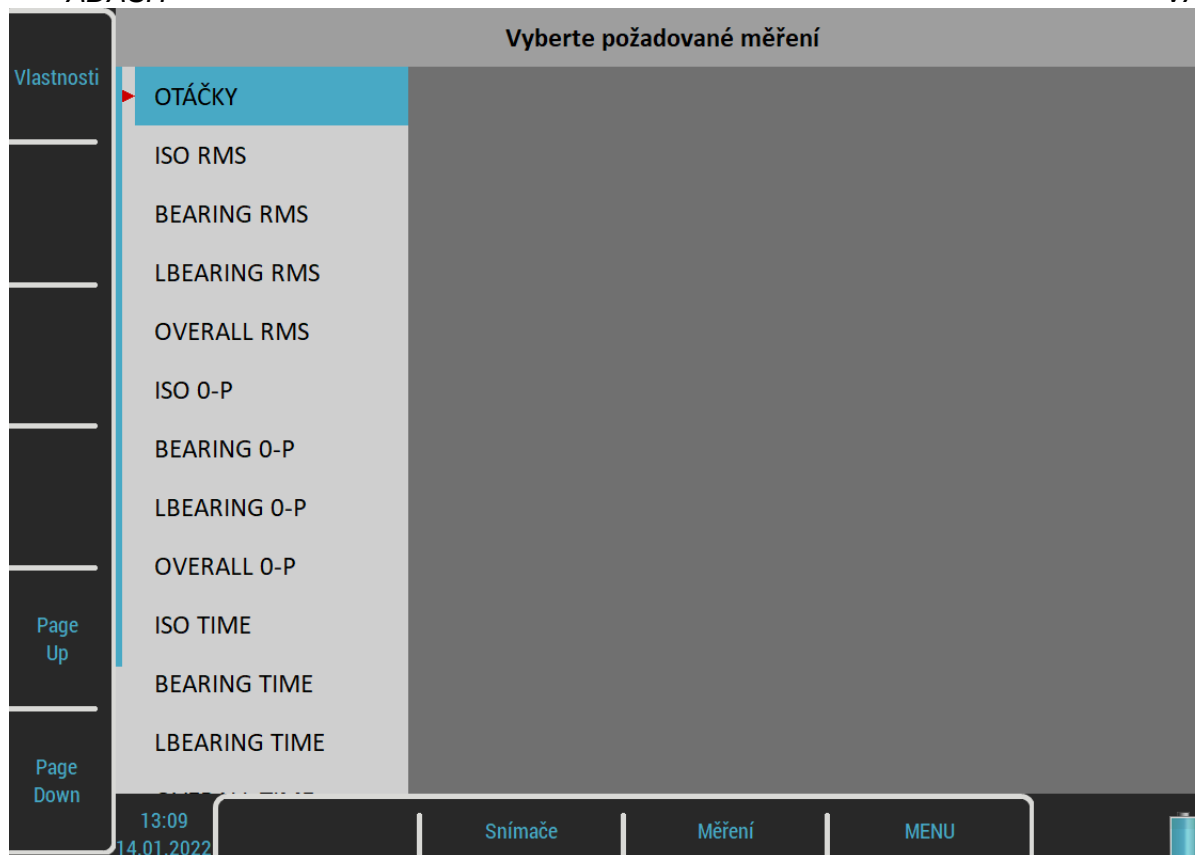 Vyberte požadované měření
Vlastnosti
OTÁČKY
ISO RMS
BEARING RMS
LBEARING RMS
OVERALL RMS
ISO 0-P
BEARING 0-P
LBEARING 0-P
OVERALL 0-P
ISO TIME
BEARING TIME
LBEARING TIME
Page
Up
Page
Down
13:09
14.01.2022
Snímače
Měření
MENU